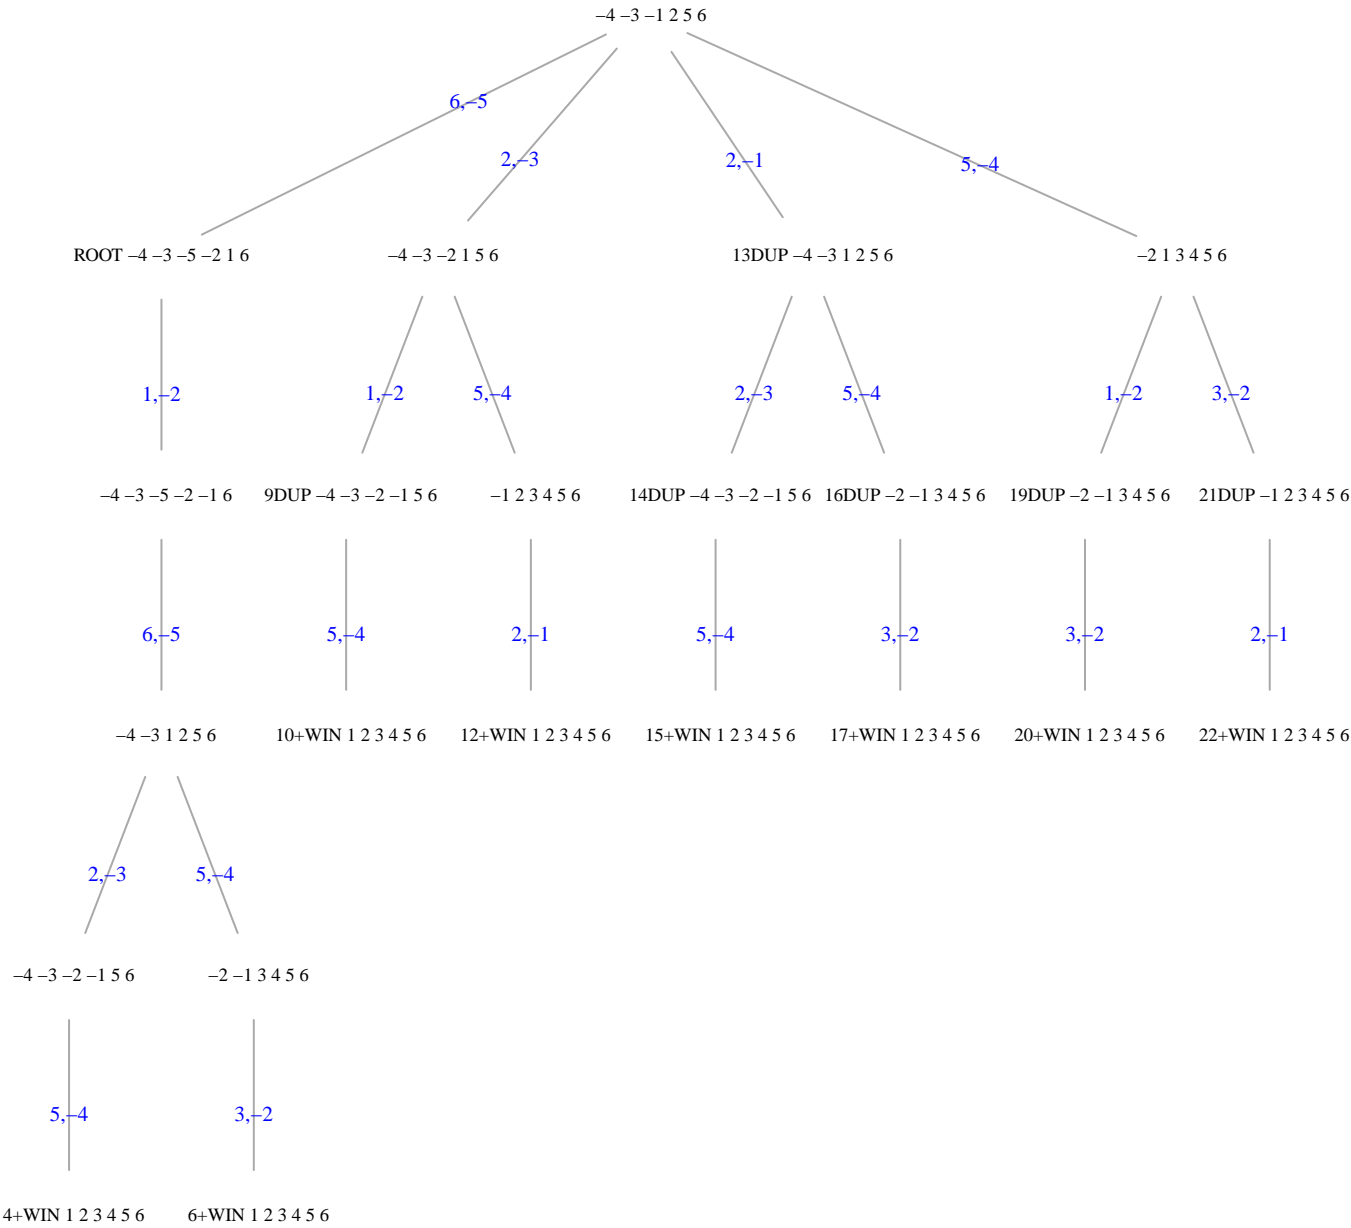 –4 –3 –1 2 5 6
6,–5
2,–3
2,–1
5,–4
ROOT –4 –3 –5 –2 1 6
–4 –3 –2 1 5 6
13DUP –4 –3 1 2 5 6
–2 1 3 4 5 6
1,–2
1,–2
5,–4
2,–3
5,–4
1,–2
3,–2
–4 –3 –5 –2 –1 6
9DUP –4 –3 –2 –1 5 6
–1 2 3 4 5 6
14DUP –4 –3 –2 –1 5 6
16DUP –2 –1 3 4 5 6
19DUP –2 –1 3 4 5 6
21DUP –1 2 3 4 5 6
6,–5
5,–4
2,–1
5,–4
3,–2
3,–2
2,–1
–4 –3 1 2 5 6
10+WIN 1 2 3 4 5 6
12+WIN 1 2 3 4 5 6
15+WIN 1 2 3 4 5 6
17+WIN 1 2 3 4 5 6
20+WIN 1 2 3 4 5 6
22+WIN 1 2 3 4 5 6
2,–3
5,–4
–4 –3 –2 –1 5 6
–2 –1 3 4 5 6
5,–4
3,–2
4+WIN 1 2 3 4 5 6
6+WIN 1 2 3 4 5 6